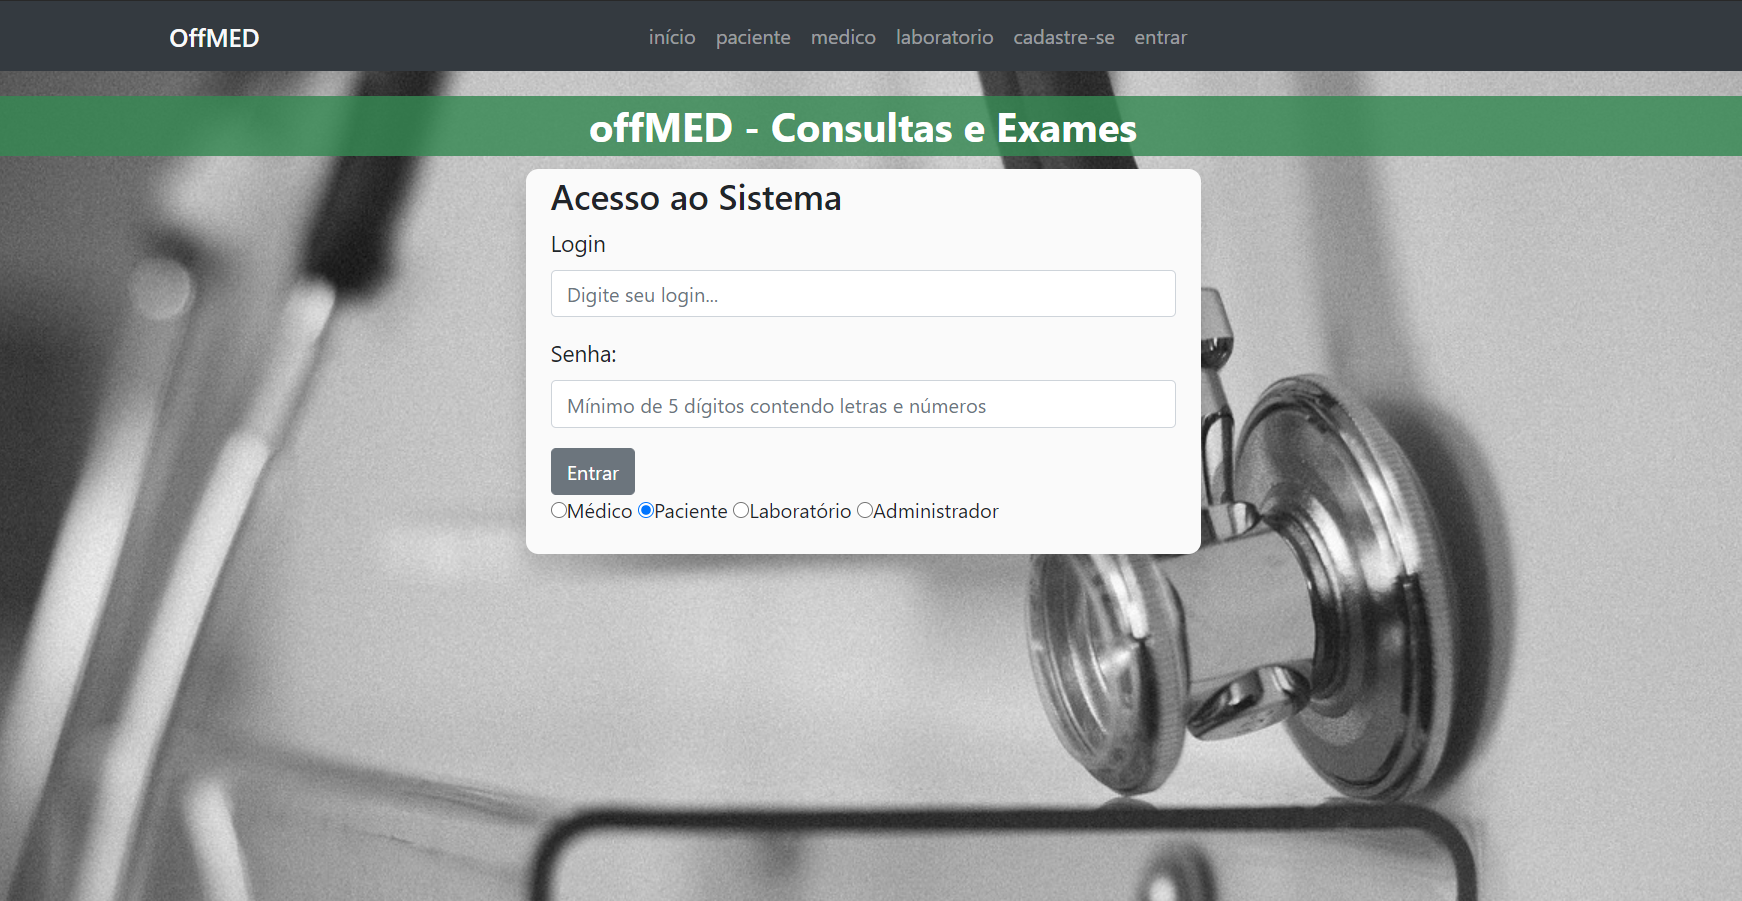 OffMED início paciente medico laboratorio cadastre-se entrar
offMED - Consultas e Exames
Acesso ao Sistema
Login
Digite seu login...
Senha:
Mínimo de 5 dígitos contendo letras e números
Entrar
Médico Paciente Laboratório Administrador